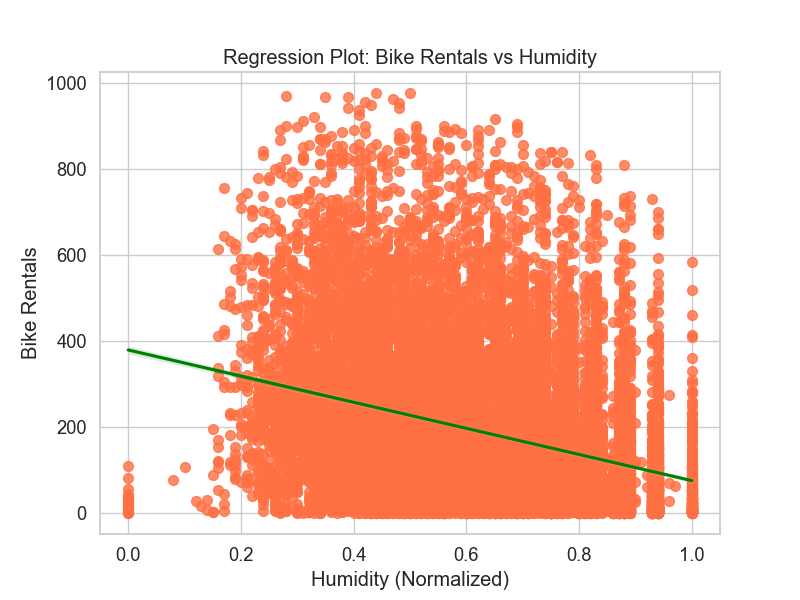 Regression Plot: Bike Rentals vs Humidity
1000
800
600
400
200
0
Bike Rentals
0.0 0.2 0.4 0.6 0.8 1.0
Humidity (Normalized)